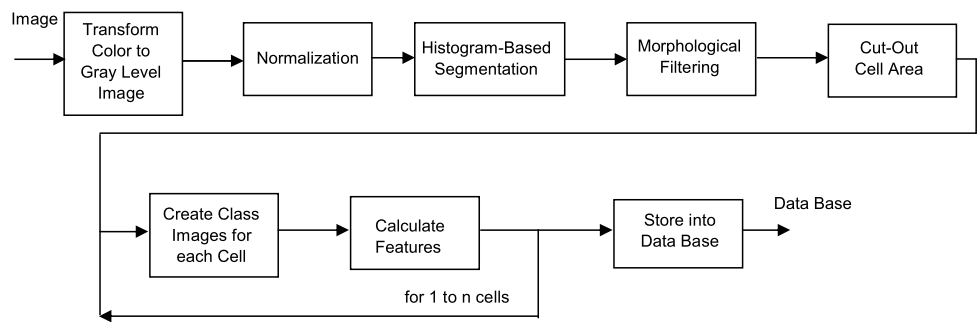 Image
Transform
Color to
Gray Level
Image
Normalization
Histogram-Based
Segmentation
Morphological
Filtering
Cut-Out
Cell Area
Create Class
Images for
each Cell
Calculate
Features
Store into
Data Base
Data Base
for 1 to n cells